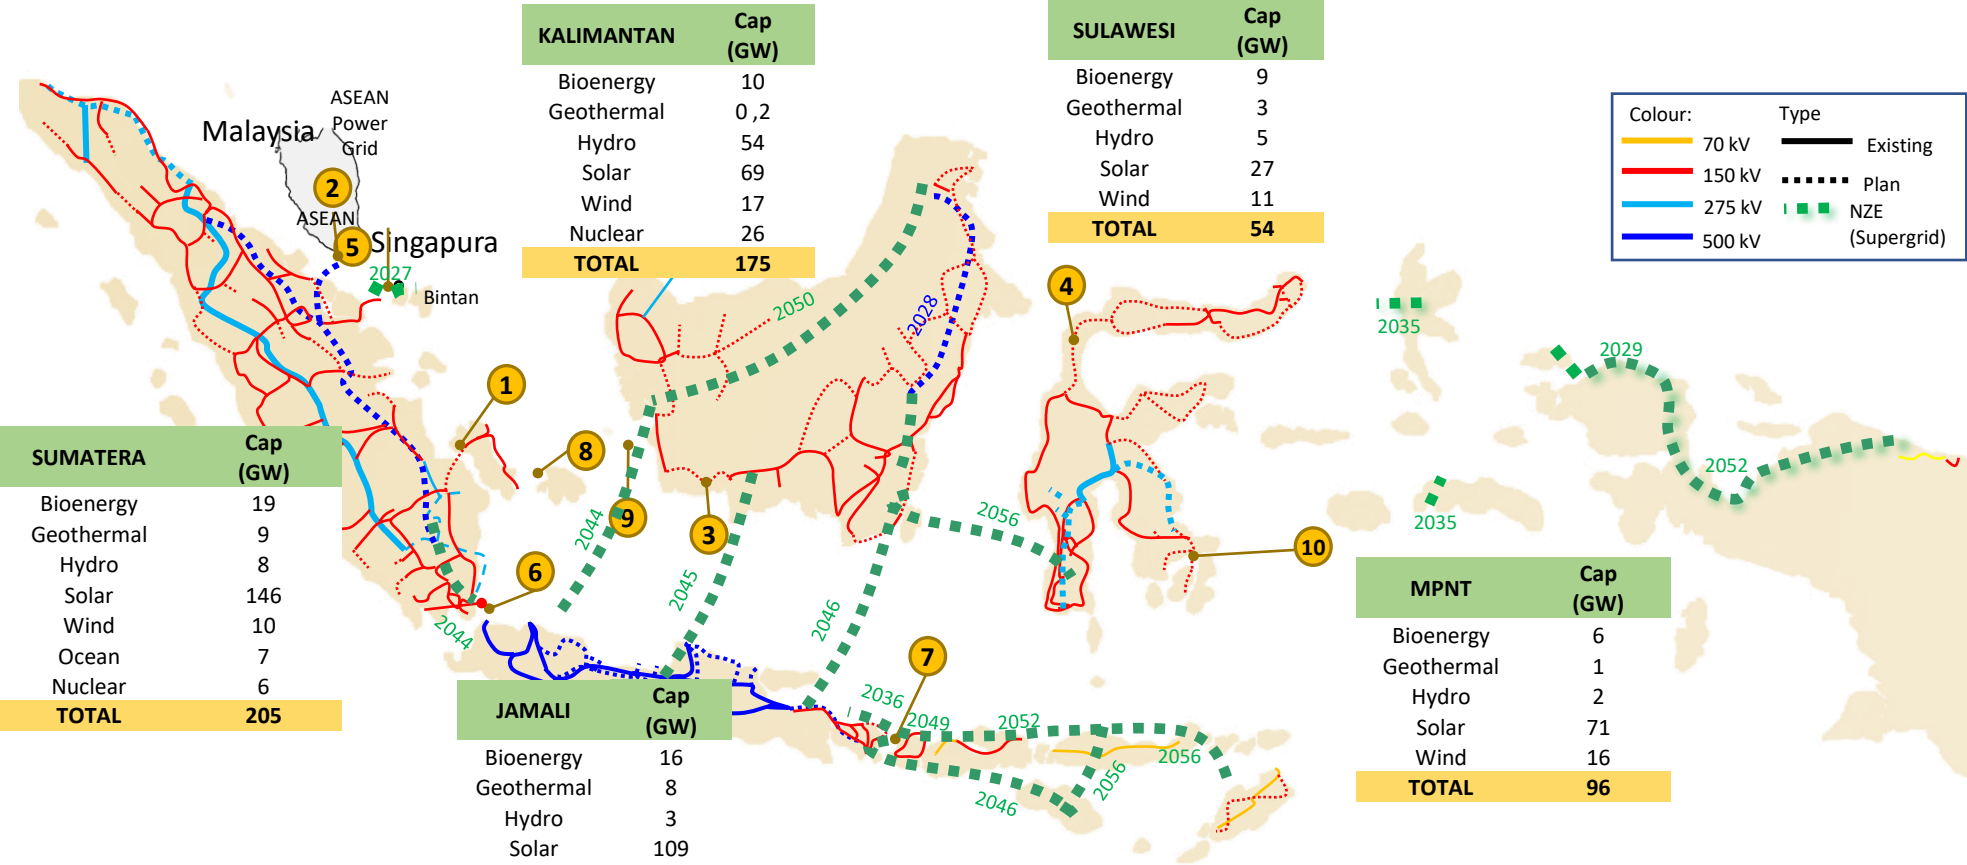 KALIMANTAN Cap (GW)
Bioenergy 10
Geothermal 0 ,2
Hydro 54
Solar 69
Wind 17
Nuclear 26
TOTAL 175
SULAWESI Cap (GW)
Bioenergy 9
Geothermal 3
Hydro 5
Solar 27
Wind 11
TOTAL 54
Colour: Type
70 kV Existing
150 kV Plan
275 kV NZE
500 kV (Supergrid)
ASEAN
Power
Grid
Malaysia
2
ASEAN
5
Singapura
2027
Bintan
2050
2028
4
2035
2029
1
8
9
3
2044
2045
2046
2056
10
2052
2035
6
2044
7
2036
2049
2052
2056
2056
2046
SUMATERA Cap (GW)
Bioenergy 19
Geothermal 9
Hydro 8
Solar 146
Wind 10
Ocean 7
Nuclear 6
TOTAL 205
JAMALI Cap (GW)
Bioenergy 16
Geothermal 8
Hydro 3
Solar 109
MPNT Cap (GW)
Bioenergy 6
Geothermal 1
Hydro 2
Solar 71
Wind 16
TOTAL 96